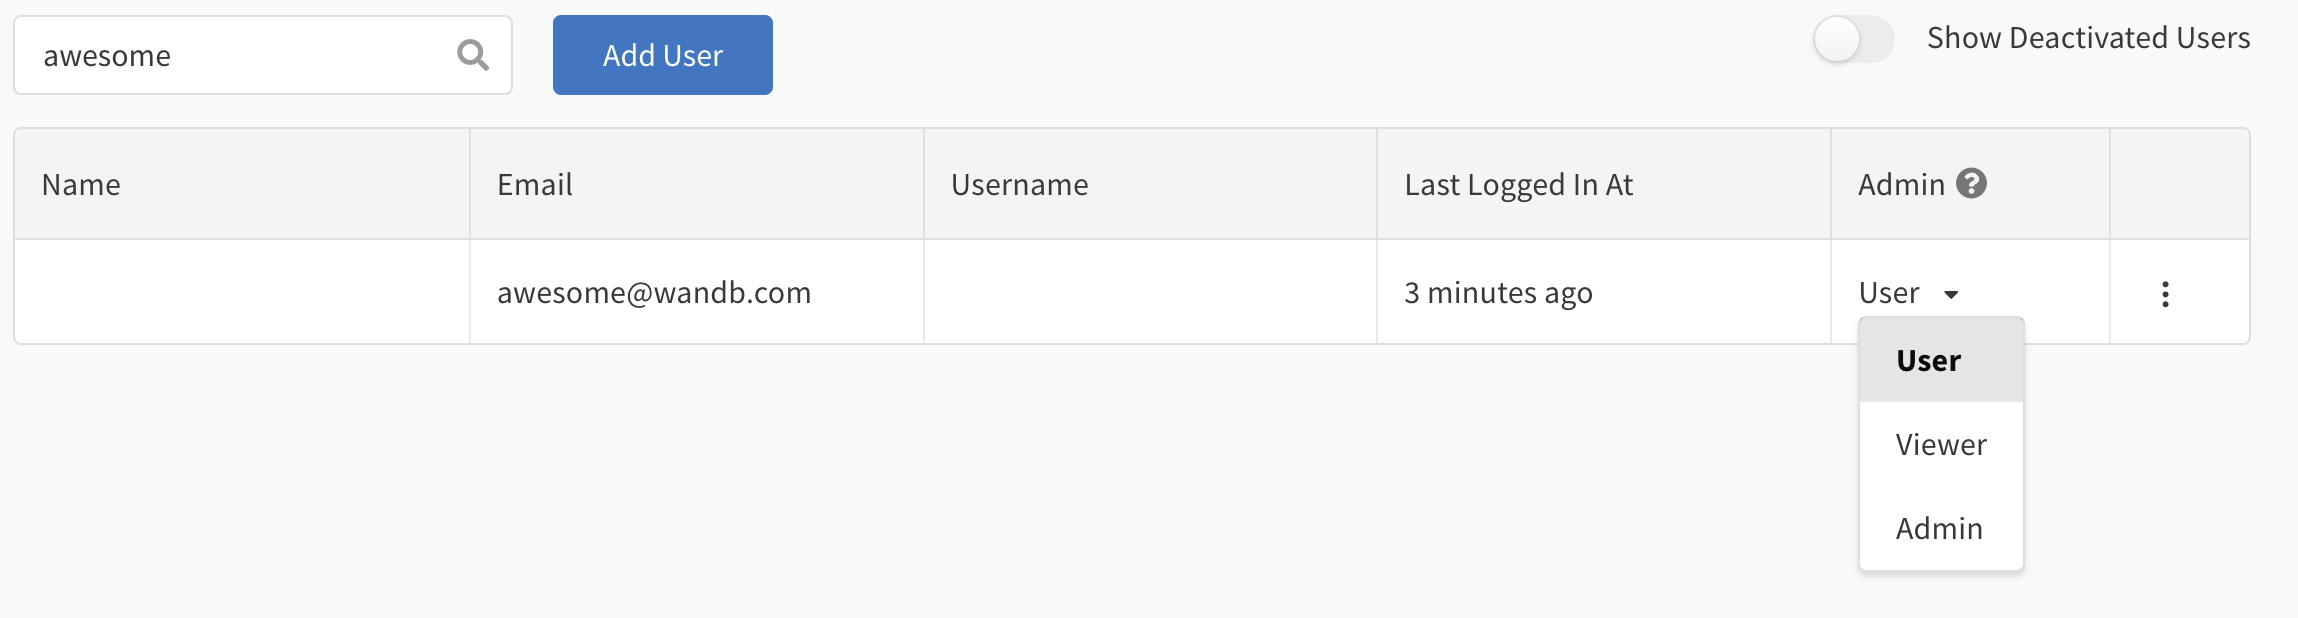 awesome
Add User
Show Deactivated Users
Name Email Username Last Logged In At Admin ?
awesome@wandb.com 3 minutes ago User
User
Viewer
Admin